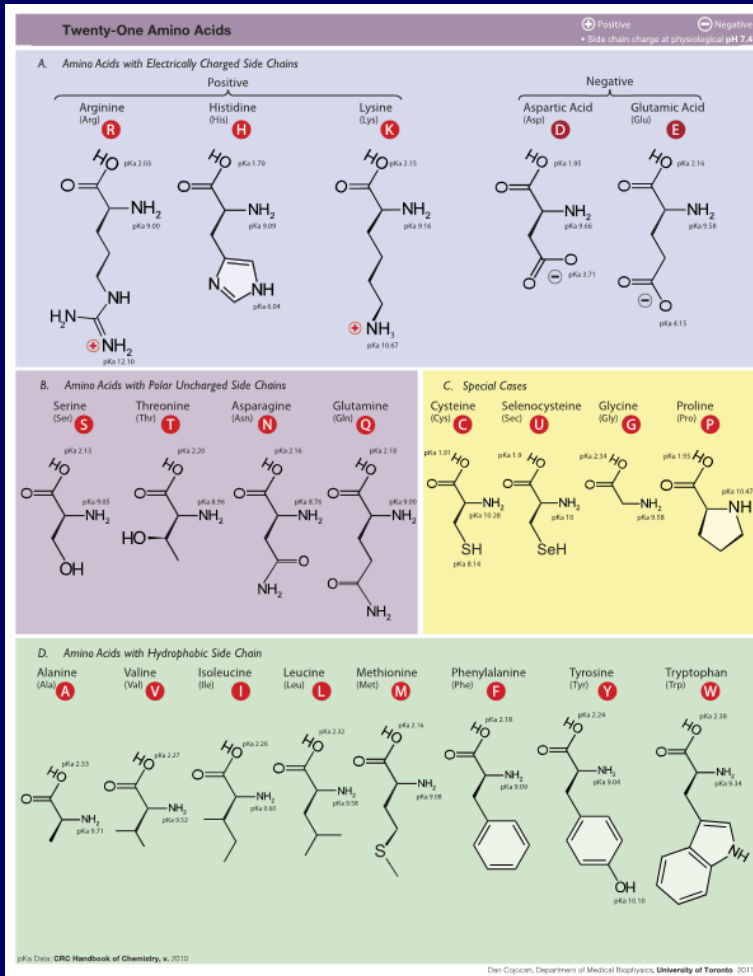 Twenty-One Amino Acids
+ Positive
− Negative
• Side chain charge at physiological pH 7.4
A. Amino Acids with Electrically Charged Side Chains
Positive
Negative
Arginine
(Arg) R
Histidine
(His) H
Lysine
(Lys) K
Aspartic Acid
(Asp) D
Glutamic Acid
(Glu) E
HO pKa 2.03
O
NH₂
pKa 9.00
NH
H₂N
+ NH₂
pKa 12.10
HO pKa 1.70
O
NH₂
pKa 9.09
N
NH
pKa 6.04
HO pKa 2.15
O
NH₂
pKa 9.16
+ NH₃
pKa 10.67
HO pKa 1.95
O
NH₂
pKa 9.66
O
O
− pKa 3.71
HO pKa 2.16
O
NH₂
pKa 9.58
O
− O
pKa 4.15
B. Amino Acids with Polar Uncharged Side Chains
Serine
(Ser) S
Threonine
(Thr) T
Asparagine
(Asn) N
Glutamine
(Gln) Q
pKa 2.13
HO
O
pKa 9.05
NH₂
OH
pKa 2.20
HO
O
pKa 8.96
NH₂
HO
pKa 2.16
HO
O
pKa 8.76
NH₂
O
NH₂
pKa 2.18
HO
O
pKa 9.00
NH₂
O
NH₂
C. Special Cases
Cysteine
(Cys) C
Selenocysteine
(Sec) U
Glycine
(Gly) G
Proline
(Pro) P
pKa 1.91 HO
O
NH₂
pKa 10.28
SH
pKa 8.14
pKa 1.9 HO
O
NH₂
pKa 10
SeH
pKa 2.34 HO
O
NH₂
pKa 9.58
pKa 1.95 HO
O
pKa 10.47
NH
D. Amino Acids with Hydrophobic Side Chain
Alanine
(Ala) A
Valine
(Val) V
Isoleucine
(Ile) I
Leucine
(Leu) L
Methionine
(Met) M
Phenylalanine
(Phe) F
Tyrosine
(Tyr) Y
Tryptophan
(Trp) W
pKa 2.33
HO
O
NH₂
pKa 9.71
pKa 2.27
HO
O
NH₂
pKa 9.52
pKa 2.26
HO
O
NH₂
pKa 9.60
pKa 2.32
HO
O
NH₂
pKa 9.58
pKa 2.16
HO
O
NH₂
pKa 9.08
S
pKa 2.18
HO
O
NH₂
pKa 9.09
pKa 2.24
HO
O
NH₂
pKa 9.04
OH
pKa 10.10
pKa 2.38
HO
O
NH₂
pKa 9.34
NH
pKa Data: CRC Handbook of Chemistry, v. 2010
Dan Cojocari, Department of Medical Biophysics, University of Toronto